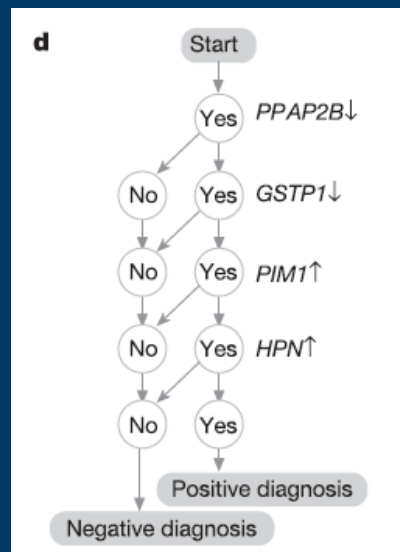 d
Start
Yes PPAP2B↓
No Yes GSTP1↓
No Yes PIM1↑
No Yes HPN↑
No Yes
Positive diagnosis
Negative diagnosis